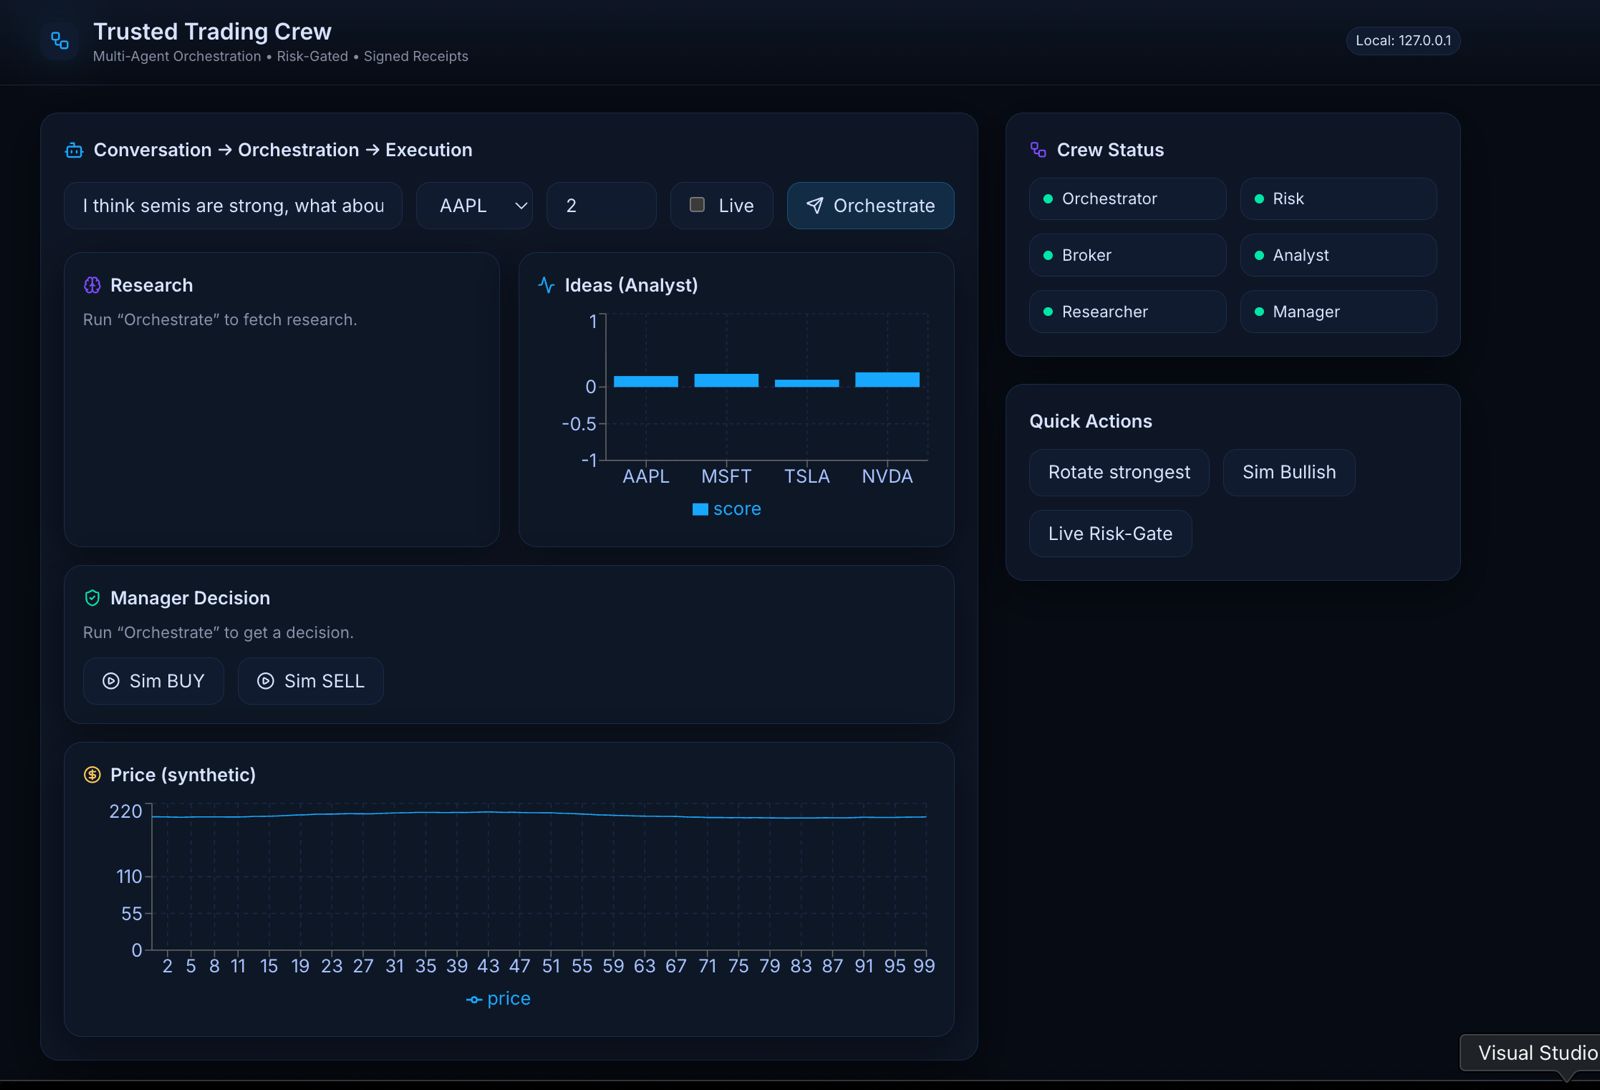 Trusted Trading Crew
Multi-Agent Orchestration • Risk-Gated • Signed Receipts
Local: 127.0.0.1
Conversation → Orchestration → Execution
I think semis are strong, what abou
AAPL
2
Live
Orchestrate
Research
Run “Orchestrate” to fetch research.
Ideas (Analyst)
1
0
-0.5
-1
AAPL MSFT TSLA NVDA
score
Manager Decision
Run “Orchestrate” to get a decision.
Sim BUY
Sim SELL
Price (synthetic)
220
110
55
0
2 5 8 11 15 19 23 27 31 35 39 43 47 51 55 59 63 67 71 75 79 83 87 91 95 99
price
Crew Status
Orchestrator
Risk
Broker
Analyst
Researcher
Manager
Quick Actions
Rotate strongest
Sim Bullish
Live Risk-Gate
Visual Studio